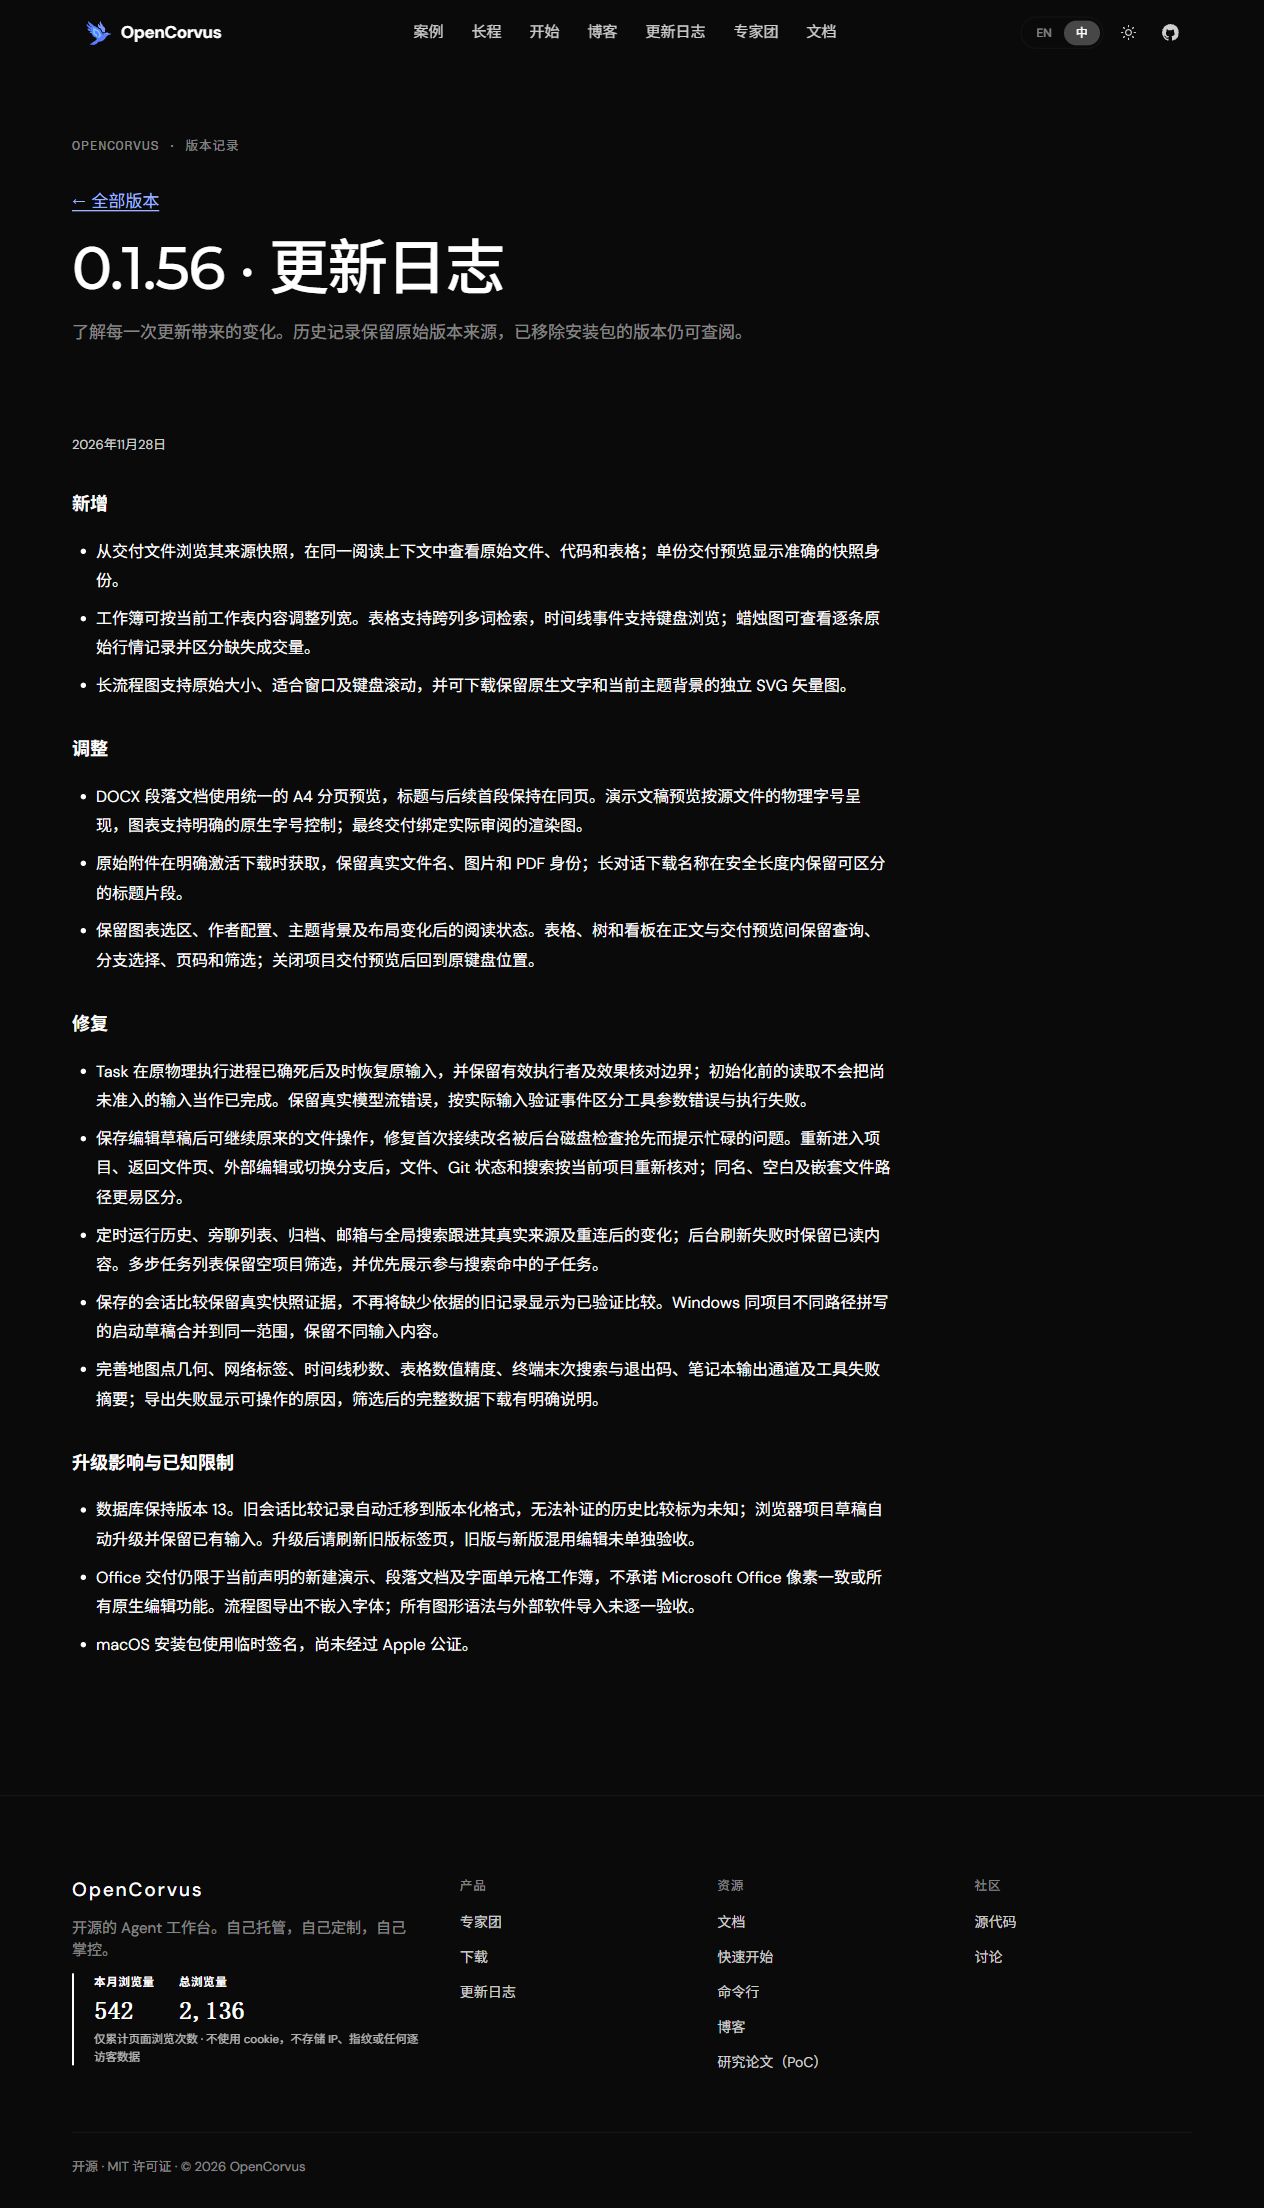 OpenCorvus
案例 长程 开始 博客 更新日志 专家团 文档
EN 中
OPENCORVUS · 版本记录
← 全部版本
0.1.56 · 更新日志
了解每一次更新带来的变化。历史记录保留原始版本来源，已移除安装包的版本仍可查阅。
2026年11月28日
新增
• 从交付文件浏览其来源快照，在同一阅读上下文中查看原始文件、代码和表格；单份交付预览显示准确的快照身
份。
• 工作簿可按当前工作表内容调整列宽。表格支持跨列多词检索，时间线事件支持键盘浏览；蜡烛图可查看逐条原
始行情记录并区分缺失成交量。
• 长流程图支持原始大小、适合窗口及键盘滚动，并可下载保留原生文字和当前主题背景的独立 SVG 矢量图。
调整
• DOCX 段落文档使用统一的 A4 分页预览，标题与后续首段保持在同页。演示文稿预览按源文件的物理字号呈
现，图表支持明确的原生字号控制；最终交付绑定实际审阅的渲染图。
• 原始附件在明确激活下载时获取，保留真实文件名、图片和 PDF 身份；长对话下载名称在安全长度内保留可区分
的标题片段。
• 保留图表选区、作者配置、主题背景及布局变化后的阅读状态。表格、树和看板在正文与交付预览间保留查询、
分支选择、页码和筛选；关闭项目交付预览后回到原键盘位置。
修复
• Task 在原物理执行进程已确死后及时恢复原输入，并保留有效执行者及效果核对边界；初始化前的读取不会把尚
未准入的输入当作已完成。保留真实模型流错误，按实际输入验证事件区分工具参数错误与执行失败。
• 保存编辑草稿后可继续原来的文件操作，修复首次接续改名被后台磁盘检查抢先而提示忙碌的问题。重新进入项
目、返回文件页、外部编辑或切换分支后，文件、Git 状态和搜索按当前项目重新核对；同名、空白及嵌套文件路
径更易区分。
• 定时运行历史、旁聊列表、归档、邮箱与全局搜索跟进其真实来源及重连后的变化；后台刷新失败时保留已读内
容。多步任务列表保留空项目筛选，并优先展示参与搜索命中的子任务。
• 保存的会话比较保留真实快照证据，不再将缺少依据的旧记录显示为已验证比较。Windows 同项目不同路径拼写
的启动草稿合并到同一范围，保留不同输入内容。
• 完善地图点几何、网络标签、时间线秒数、表格数值精度、终端末次搜索与退出码、笔记本输出通道及工具失败
摘要；导出失败显示可操作的原因，筛选后的完整数据下载有明确说明。
升级影响与已知限制
• 数据库保持版本 13。旧会话比较记录自动迁移到版本化格式，无法补证的历史比较标为未知；浏览器项目草稿自
动升级并保留已有输入。升级后请刷新旧版标签页，旧版与新版混用编辑未单独验收。
• Office 交付仍限于当前声明的新建演示、段落文档及字面单元格工作簿，不承诺 Microsoft Office 像素一致或所
有原生编辑功能。流程图导出不嵌入字体；所有图形语法与外部软件导入未逐一验收。
• macOS 安装包使用临时签名，尚未经过 Apple 公证。
OpenCorvus
开源的 Agent 工作台。自己托管，自己定制，自己
掌控。
本月浏览量 总浏览量
542 2,136
仅累计页面浏览次数 · 不使用 cookie，不存储 IP、指纹或任何逐
访客数据
产品
专家团
下载
更新日志
资源
文档
快速开始
命令行
博客
研究论文（PoC）
社区
源代码
讨论
开源 · MIT 许可证 · © 2026 OpenCorvus